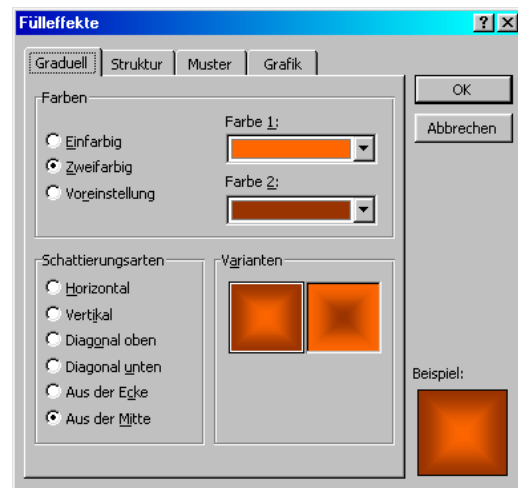 Fülleffekte
Graduell Struktur Muster Grafik
OK
Abbrechen
Farben
Einfarbig
Zweifarbig
Voreinstellung
Farbe 1:
Farbe 2:
Schattierungsarten
Horizontal
Vertikal
Diagonal oben
Diagonal unten
Aus der Ecke
Aus der Mitte
Varianten
Beispiel: